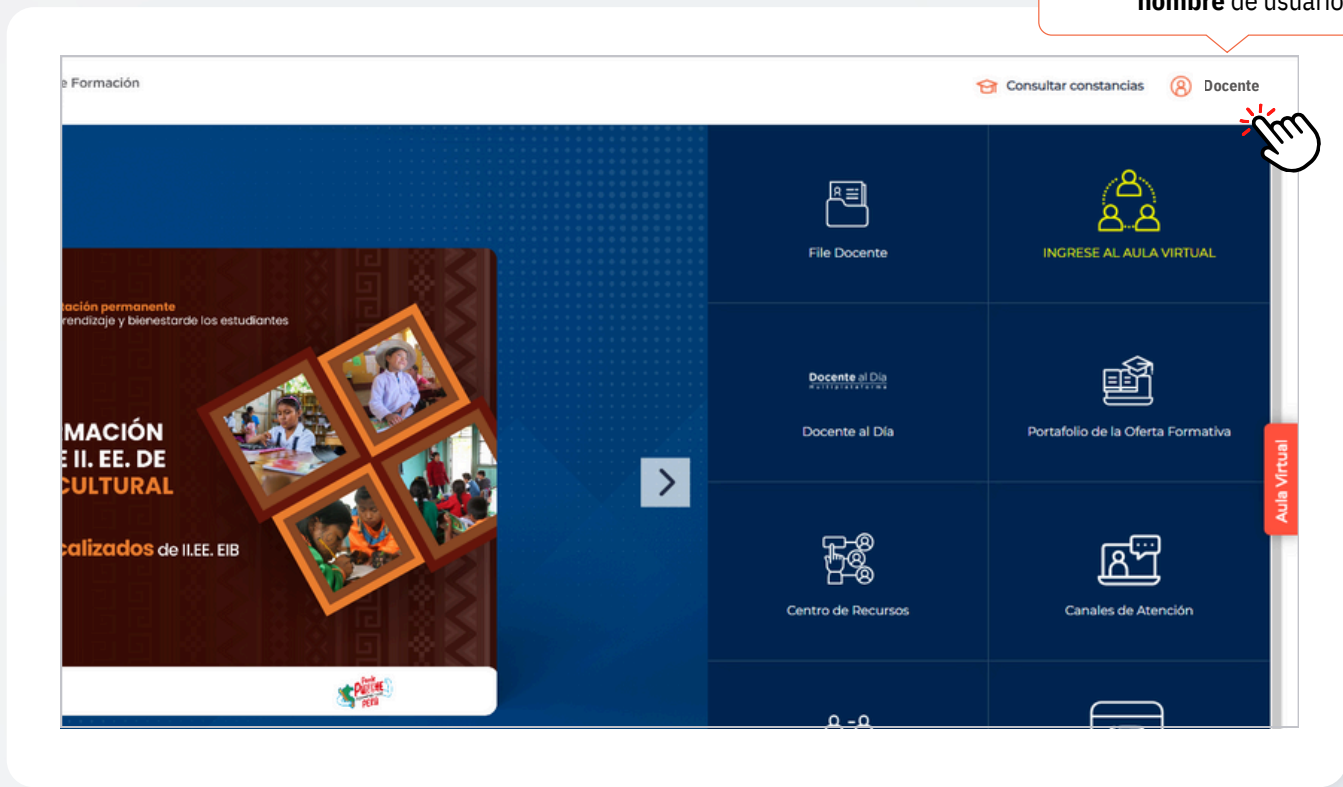 nombre de usuario
e Formación
Consultar constancias
Docente
File Docente
INGRESE AL AULA VIRTUAL
tación permanente
rendizaje y bienestarde los estudiantes
MACIÓN
E II. EE. DE
CULTURAL
calizados de II.EE. EIB
Docente al Día
Multiplataforma
Docente al Día
Portafolio de la Oferta Formativa
Aula Virtual
Centro de Recursos
Canales de Atención
PERÚ